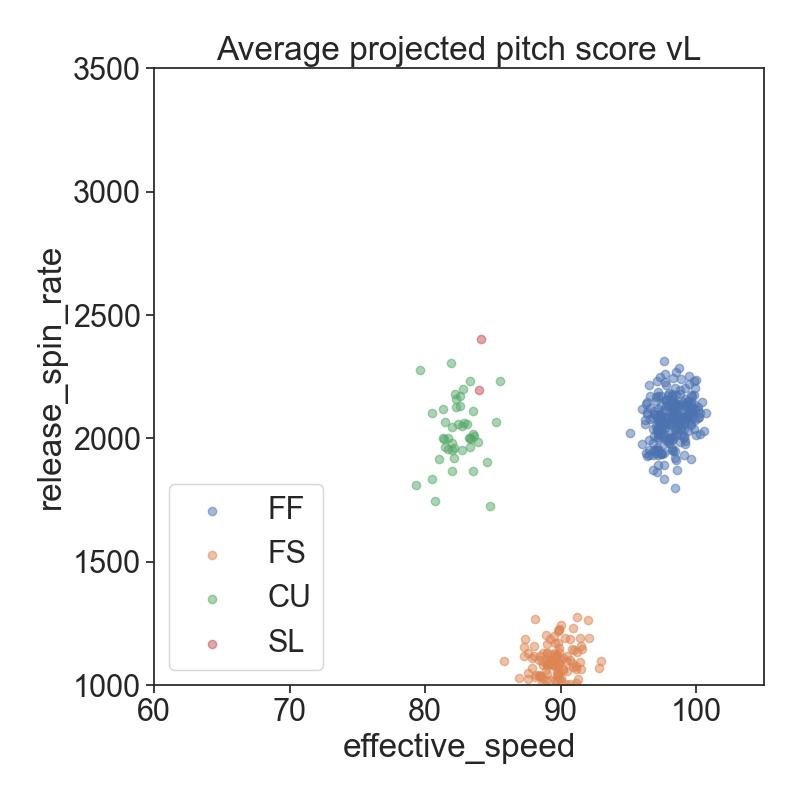 Average projected pitch score vL
3500
3000
2500
2000
1500
1000
release_spin_rate
FF
FS
CU
SL
60 70 80 90 100
effective_speed